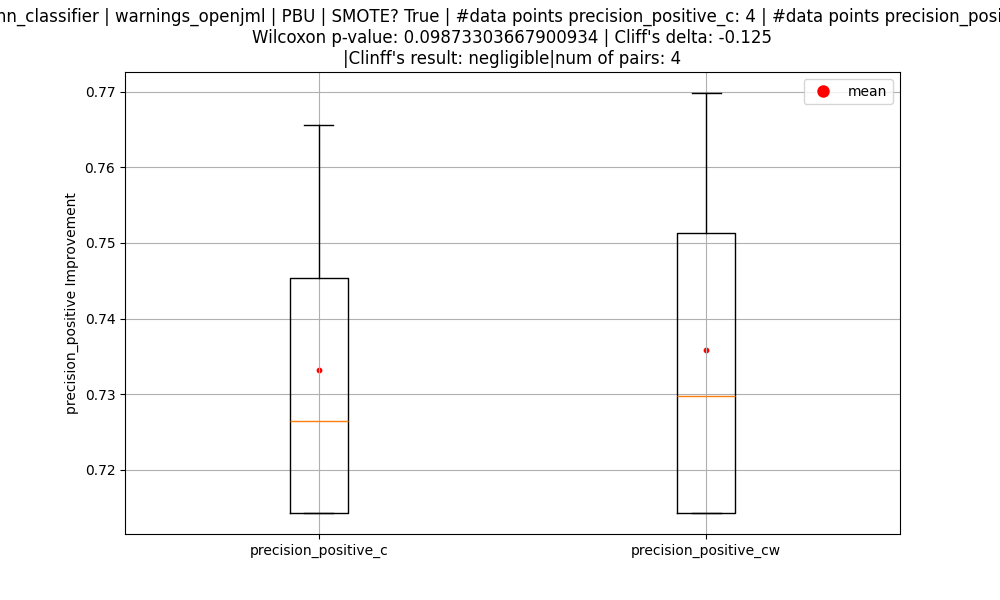 nn_classifier | warnings_openjml | PBU | SMOTE? True | #data points precision_positive_c: 4 | #data points
Wilcoxon p-value: 0.09873303667900934 | Cliff's delta: -0.125
|Clinff's result: negligible|num of pairs: 4
mean
0.77
0.76
0.75
0.74
0.73
0.72
precision_positive Improvement
precision_positive_c
precision_positive_cw